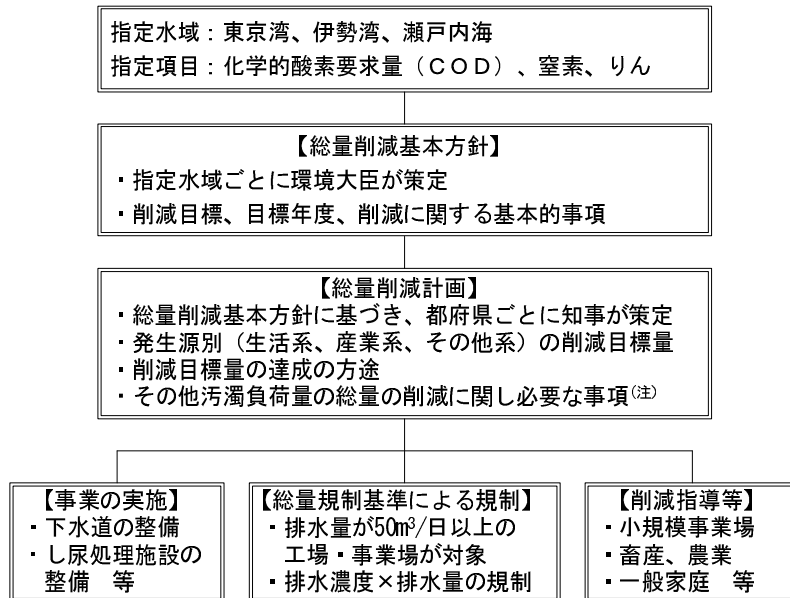 指定水域：東京湾、伊勢湾、瀬戸内海
指定項目：化学的酸素要求量（ＣＯＤ）、窒素、りん
【総量削減基本方針】
・指定水域ごとに環境大臣が策定
・削減目標、目標年度、削減に関する基本的事項
【総量削減計画】
・総量削減基本方針に基づき、都府県ごとに知事が策定
・発生源別（生活系、産業系、その他系）の削減目標量
・削減目標量の達成の方途
・その他汚濁負荷量の総量の削減に関し必要な事項(注)
【事業の実施】
・下水道の整備
・し尿処理施設の
整備　等
【総量規制基準による規制】
・排水量が50m³/日以上の
工場・事業場が対象
・排水濃度×排水量の規制
【削減指導等】
・小規模事業場
・畜産、農業
・一般家庭　等